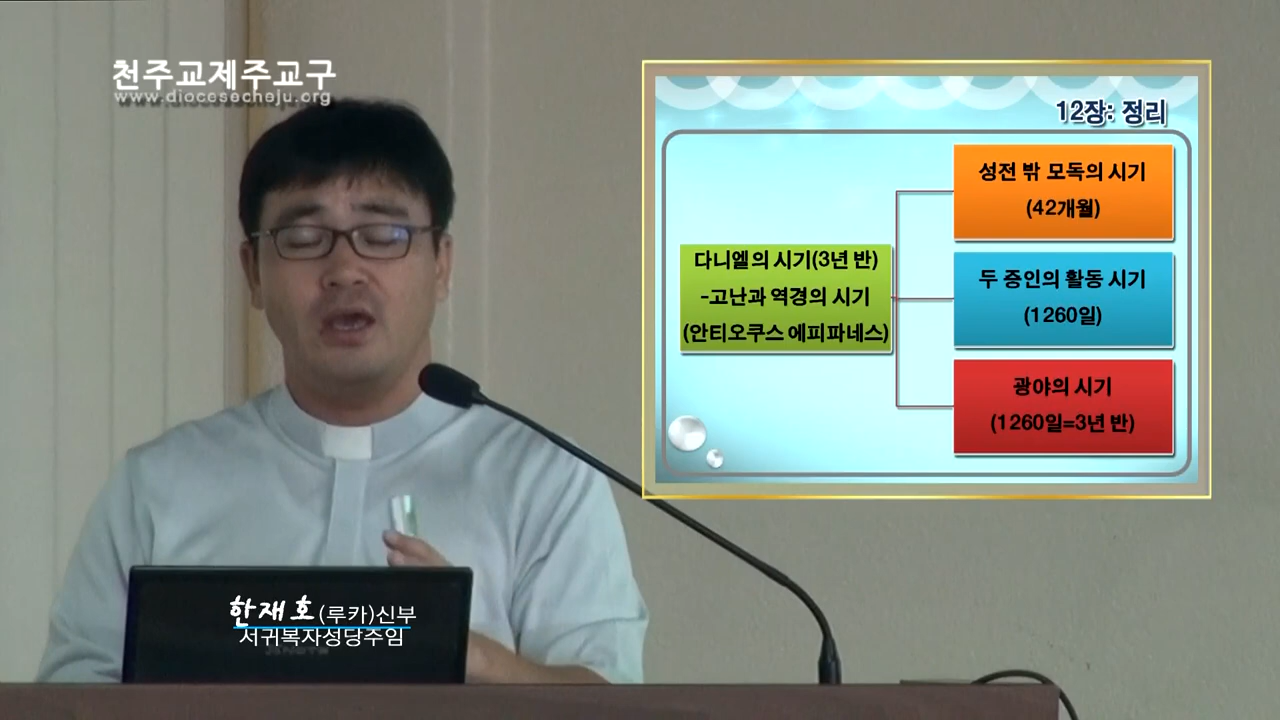 천주교제주교구
www.diocesecheju.org
12장: 정리
성전 밖 모독의 시기
(42개월)
다니엘의 시기(3년 반)
-고난과 역경의 시기
(안티오쿠스 에피파네스)
두 증인의 활동 시기
(1260일)
광야의 시기
(1260일=3년 반)
한재호(루카)신부
서귀복자성당주임